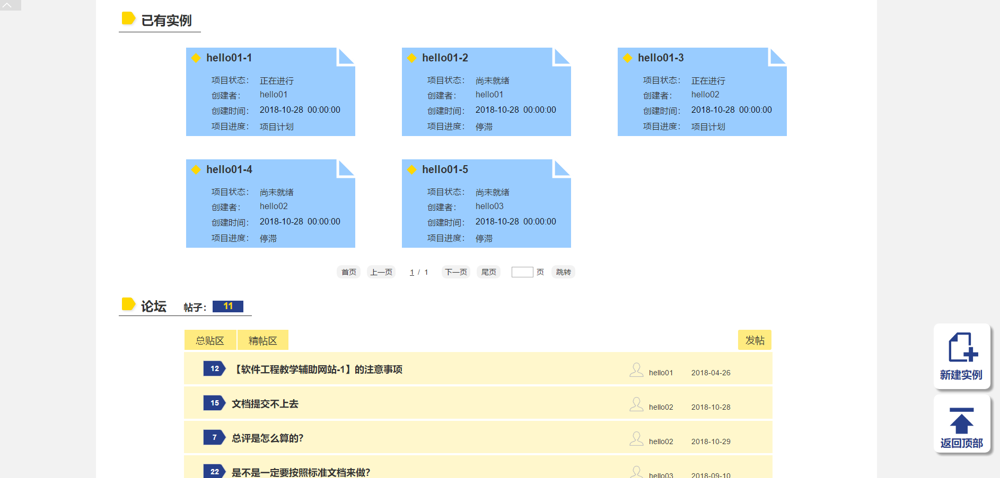 已有实例
hello01-1
项目状态： 正在进行
创建者： hello01
创建时间： 2018-10-28 00:00:00
项目进度： 项目计划
hello01-2
项目状态： 尚未就绪
创建者： hello01
创建时间： 2018-10-28 00:00:00
项目进度： 停滞
hello01-3
项目状态： 正在进行
创建者： hello02
创建时间： 2018-10-28 00:00:00
项目进度： 项目计划
hello01-4
项目状态： 尚未就绪
创建者： hello02
创建时间： 2018-10-28 00:00:00
项目进度： 停滞
hello01-5
项目状态： 尚未就绪
创建者： hello03
创建时间： 2018-10-28 00:00:00
项目进度： 停滞
首页 上一页 1 / 1 下一页 尾页 页 跳转
论坛 帖子： 11
总贴区 精帖区 发帖
12 【软件工程教学辅助网站-1】的注意事项 hello01 2018-04-26
15 文档提交不上去 hello02 2018-10-28
7 总评是怎么算的？ hello02 2018-10-29
22 是不是一定要按照标准文档来做？ hello03 2018-09-10
新建实例
返回顶部